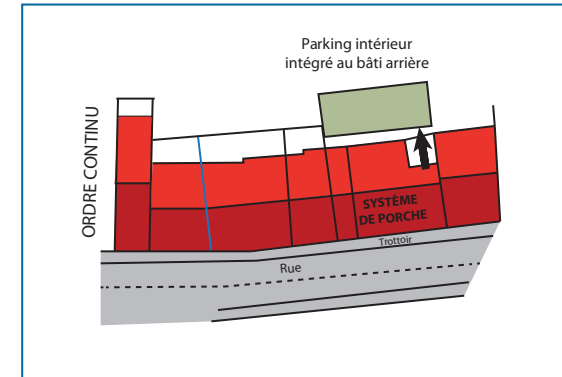 Parking intérieur
intégré au bâti arrière
ORDRE CONTINU
SYSTÈME
DE PORCHE
Trottoir
Rue